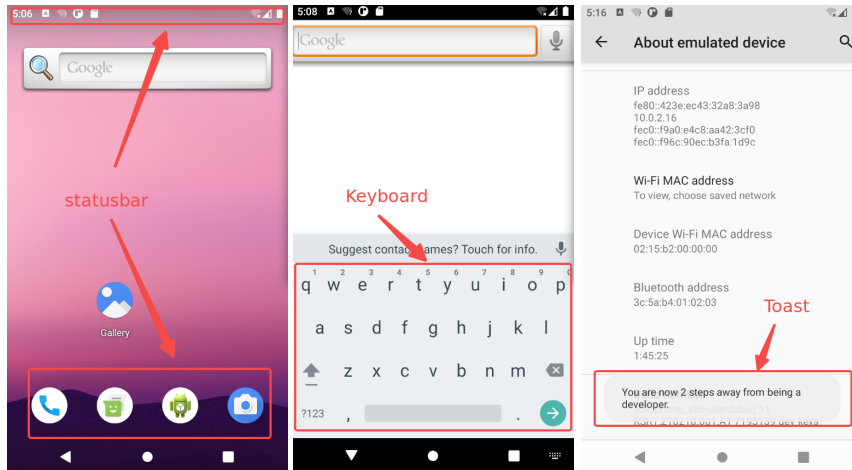 5:06
Google
statusbar
Gallery
5:08
Google
Keyboard
Suggest contact names? Touch for info.
1 2 3 4 5 6 7 8 9 0
q w e r t y u i o p
a s d f g h j k l
z x c v b n m
?123 , .
5:16
About emulated device
IP address
fe80::423e:ec43:32a8:3a98
10.0.2.16
fec0::f9a0:e4c8:aa42:3cf0
fec0::f96c:90ec:b3fa:1d9c
Wi-Fi MAC address
To view, choose saved network
Device Wi-Fi MAC address
02:15:b2:00:00:00
Bluetooth address
3c:5a:b4:01:02:03
Toast
Up time
1:45:25
You are now 2 steps away from being a
developer.